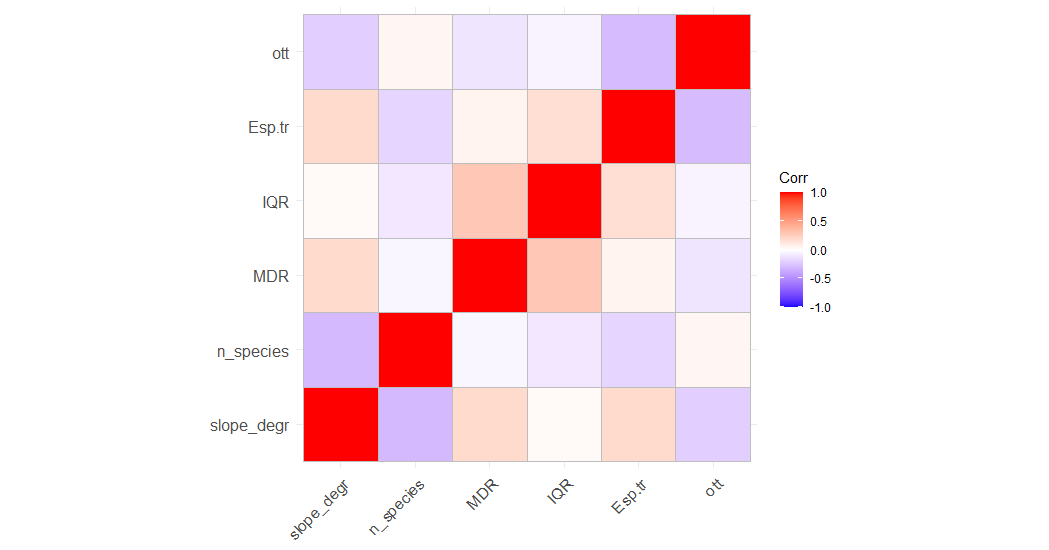 ott
Esp.tr
IQR
MDR
n_species
slope_degr
slope_degr
n_species
MDR
IQR
Esp.tr
ott
Corr
1.0
0.5
0.0
-0.5
-1.0